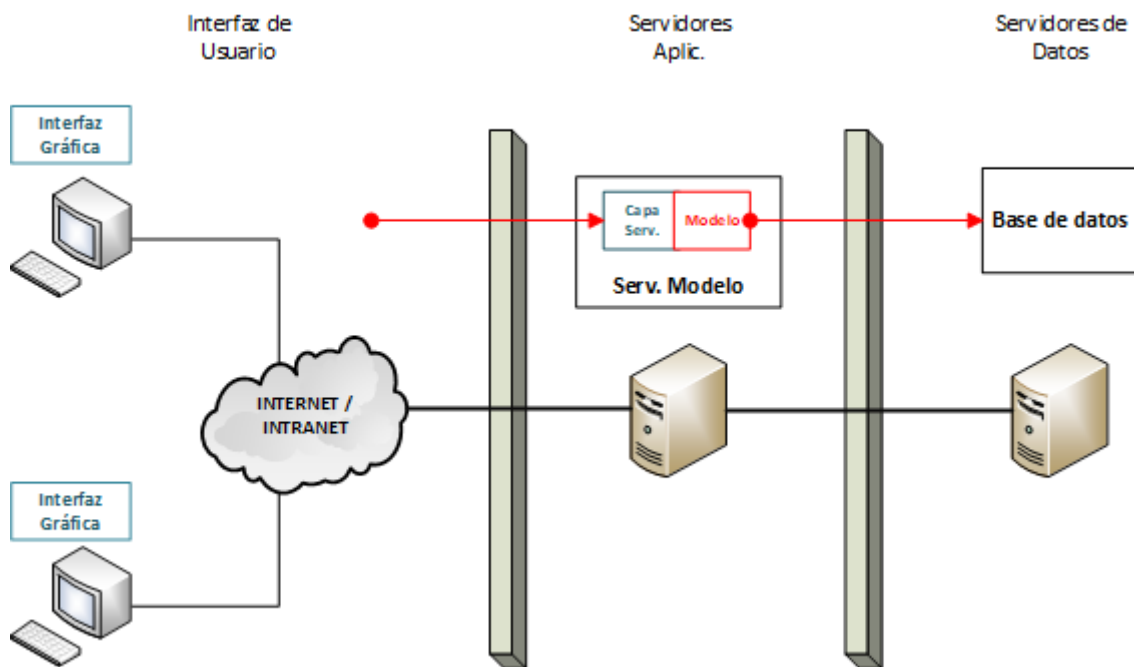 Interfaz de
Usuario
Servidores
Aplic.
Servidores de
Datos
Interfaz
Gráfica
Capa
Serv.
Modelo
Serv. Modelo
Base de datos
INTERNET /
INTRANET
Interfaz
Gráfica